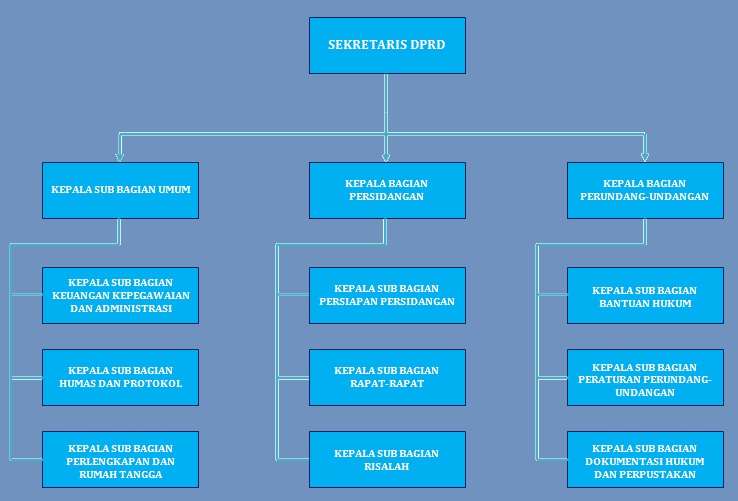 SEKRETARIS DPRD
KEPALA SUB BAGIAN UMUM
KEPALA BAGIAN
PERSIDANGAN
KEPALA BAGIAN
PERUNDANG-UNDANGAN
KEPALA SUB BAGIAN
KEUANGAN KEPEGAWAIAN
DAN ADMINISTRASI
KEPALA SUB BAGIAN
PERSIAPAN PERSIDANGAN
KEPALA SUB BAGIAN
BANTUAN HUKUM
KEPALA SUB BAGIAN
HUMAS DAN PROTOKOL
KEPALA SUB BAGIAN
RAPAT-RAPAT
KEPALA SUB BAGIAN
PERATURAN PERUNDANG-
UNDANGAN
KEPALA SUB BAGIAN
PERLENGKAPAN DAN
RUMAH TANGGA
KEPALA SUB BAGIAN
RISALAH
KEPALA SUB BAGIAN
DOKUMENTASI HUKUM
DAN PERPUSTAKAN